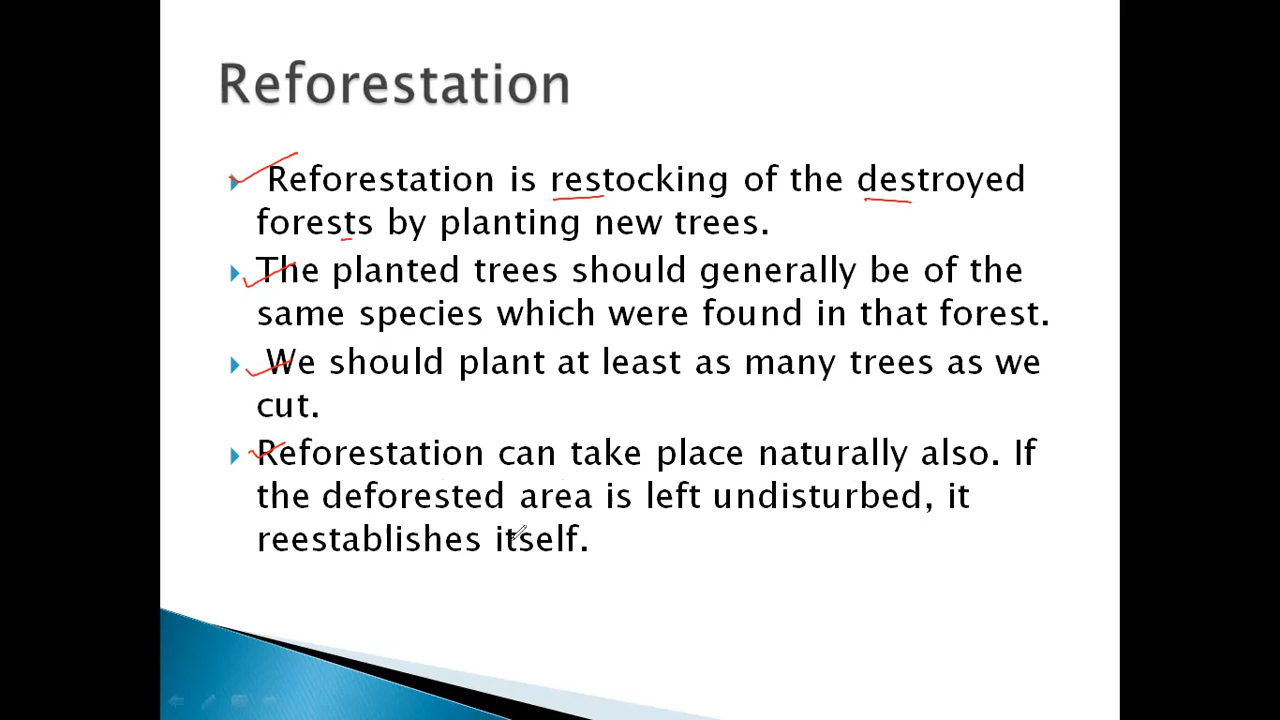 Reforestation
Reforestation is restocking of the destroyed
forests by planting new trees.
The planted trees should generally be of the
same species which were found in that forest.
We should plant at least as many trees as we
cut.
Reforestation can take place naturally also. If
the deforested area is left undisturbed, it
reestablishes itself.